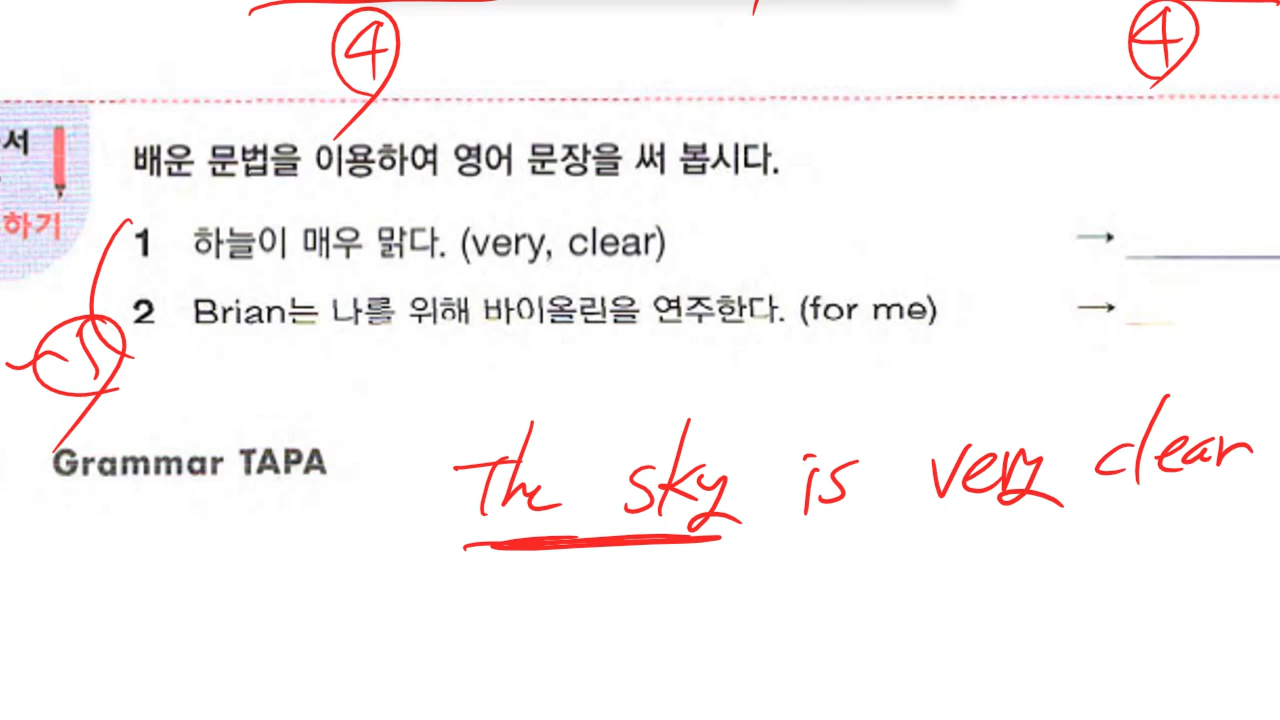 ④ ④
서
배운 문법을 이용하여 영어 문장을 써 봅시다.
하기
1 하늘이 매우 맑다. (very, clear) →
2 Brian는 나를 위해 바이올린을 연주한다. (for me) →
Grammar TAPA
The sky is very clear